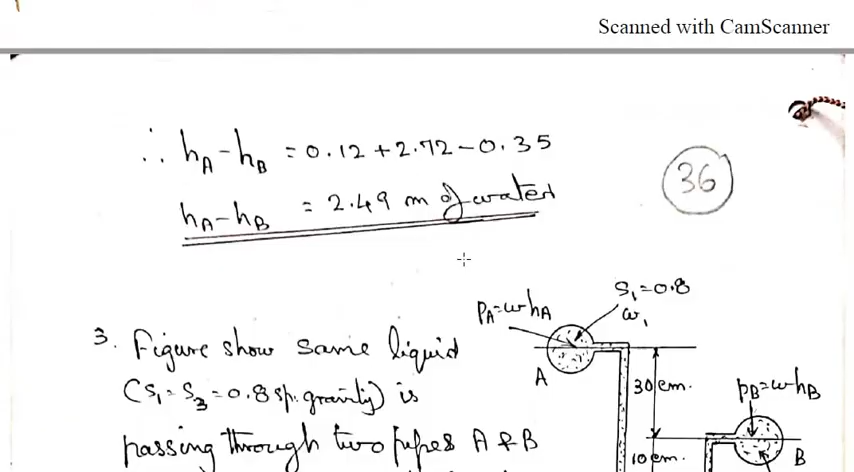 Scanned with CamScanner
∴ hA - hB = 0.12 + 2.72 - 0.35
36
hA - hB = 2.49 m of water
3. Figure show same liquid
(S1 = S3 = 0.8 sp. gravity) is
passing through two pipes A & B
PA = whA
S1 = 0.8
w1
A
30 cm.
pB = whB
10 cm.
B